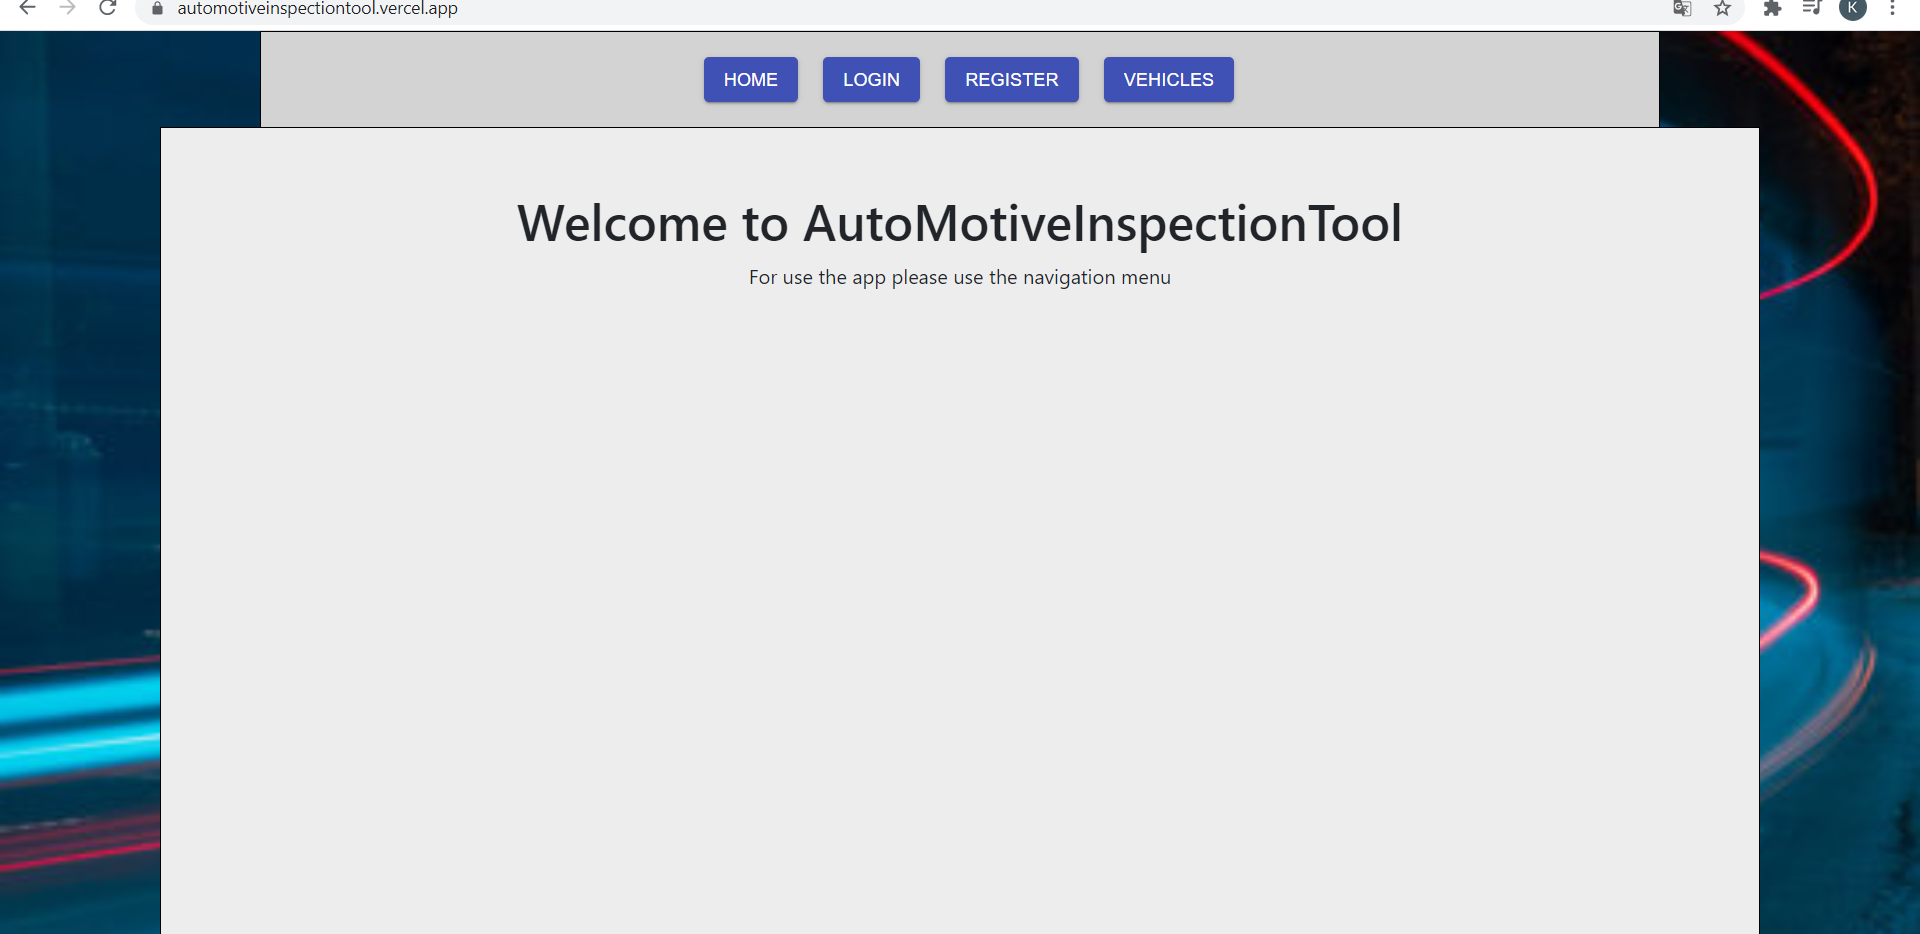 automotiveinspectiontool.vercel.app
K
HOME LOGIN REGISTER VEHICLES
Welcome to AutoMotiveInspectionTool
For use the app please use the navigation menu